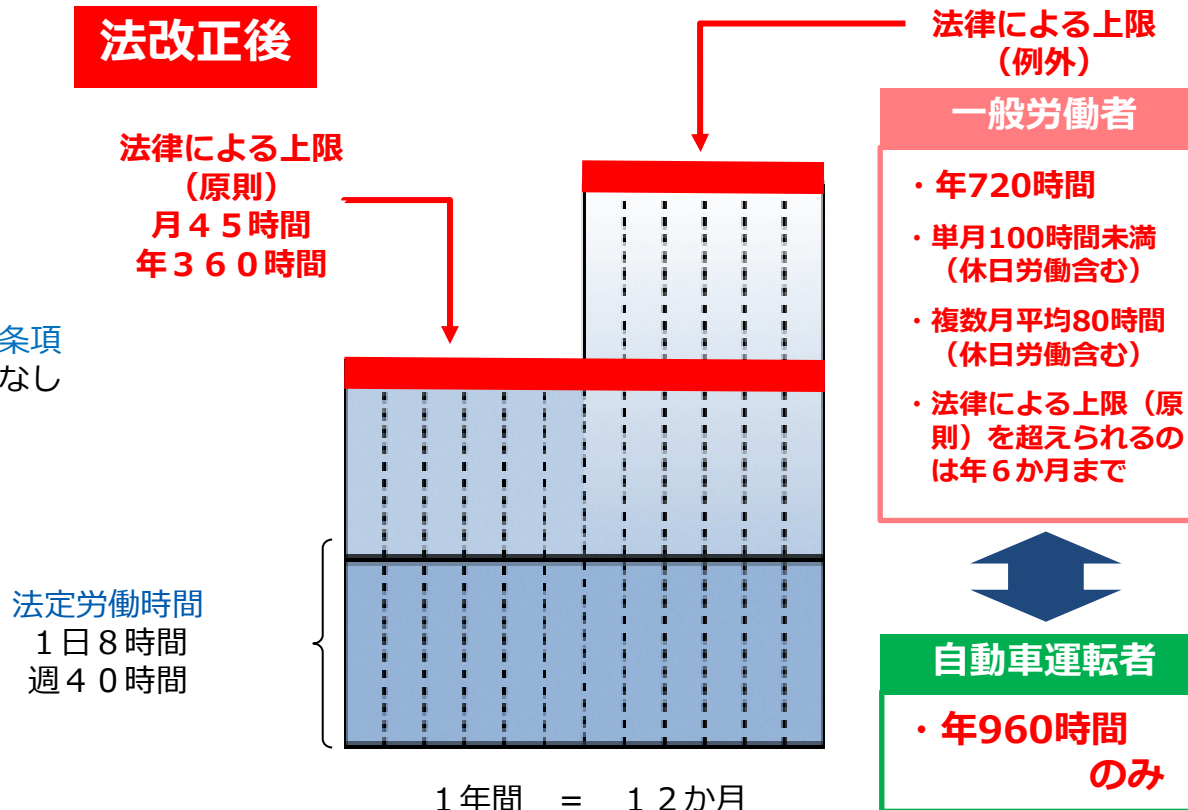 法改正後
法律による上限
（例外）
法律による上限
（原則）
月４５時間
年３６０時間
条項
なし
法定労働時間
１日８時間
週４０時間
１年間　＝　１２か月
一般労働者
・年720時間
・単月100時間未満
（休日労働含む）
・複数月平均80時間
（休日労働含む）
・法律による上限（原
則）を超えられるの
は年６か月まで
自動車運転者
・年960時間
のみ